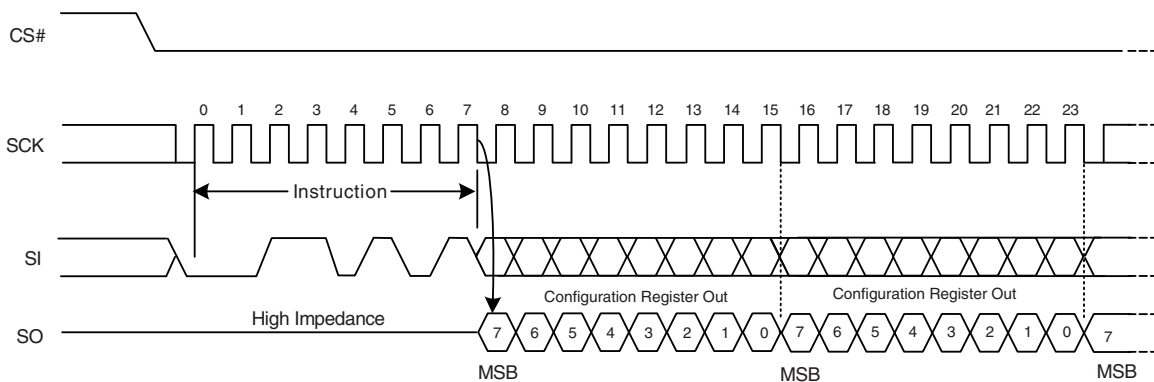 CS#
0 1 2 3 4 5 6 7 8 9 10 11 12 13 14 15 16 17 18 19 20 21 22 23
SCK
Instruction
SI
Configuration Register Out Configuration Register Out
High Impedance
SO
7 6 5 4 3 2 1 0 7 6 5 4 3 2 1 0 7
MSB MSB MSB